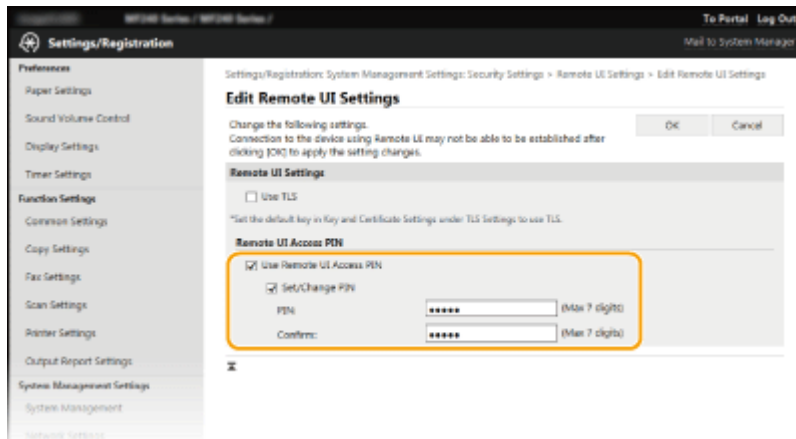 MF240 Series / MF240 Series /
To Portal Log Out
Settings/Registration
Mail to System Manager
Preferences
Paper Settings
Sound Volume Control
Display Settings
Timer Settings
Function Settings
Common Settings
Copy Settings
Fax Settings
Scan Settings
Printer Settings
Output Report Settings
System Management Settings
System Management
Network Settings
Settings/Registration: System Management Settings: Security Settings > Remote UI Settings > Edit Remote UI Settings
Edit Remote UI Settings
Change the following settings.
Connection to the device using Remote UI may not be able to be established after
clicking [OK] to apply the setting changes.
OK
Cancel
Remote UI Settings
Use TLS
*Set the default key in Key and Certificate Settings under TLS Settings to use TLS.
Remote UI Access PIN
Use Remote UI Access PIN
Set/Change PIN
PIN: ••••• (Max 7 digits)
Confirm: ••••• (Max 7 digits)